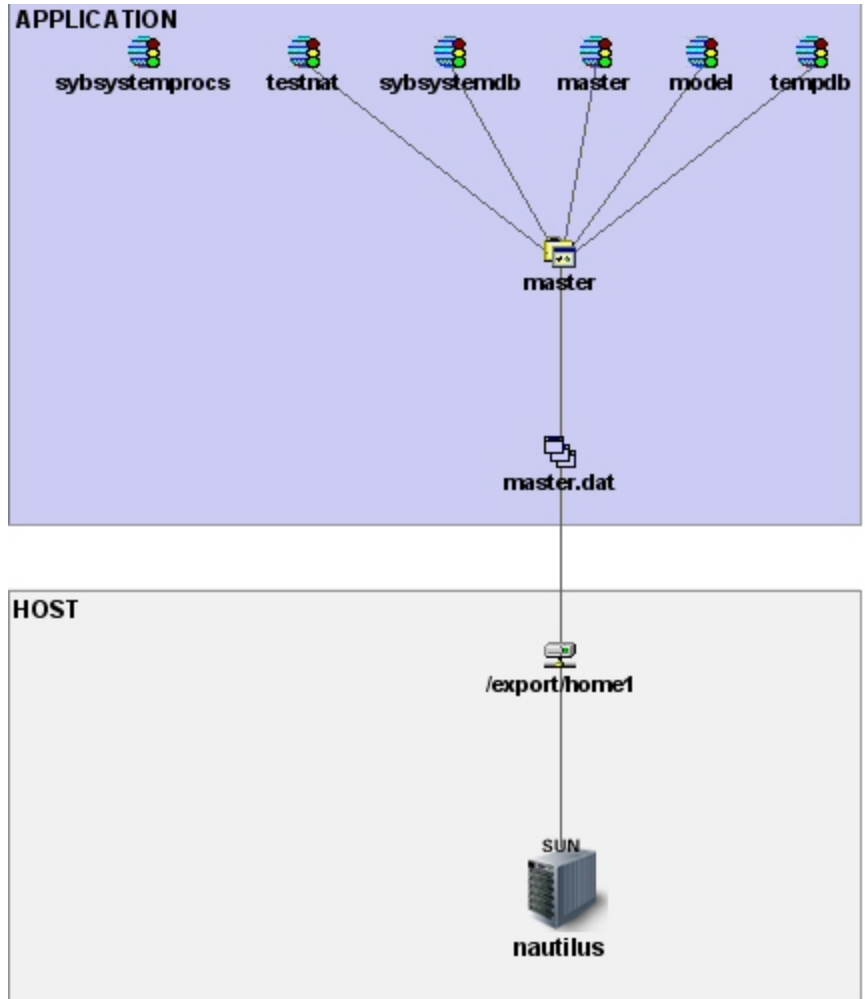 APPLICATION
sybsystemprocs testnat sybsystemdb master model tempdb
master
master.dat
HOST
/export/home1
SUN
nautilus